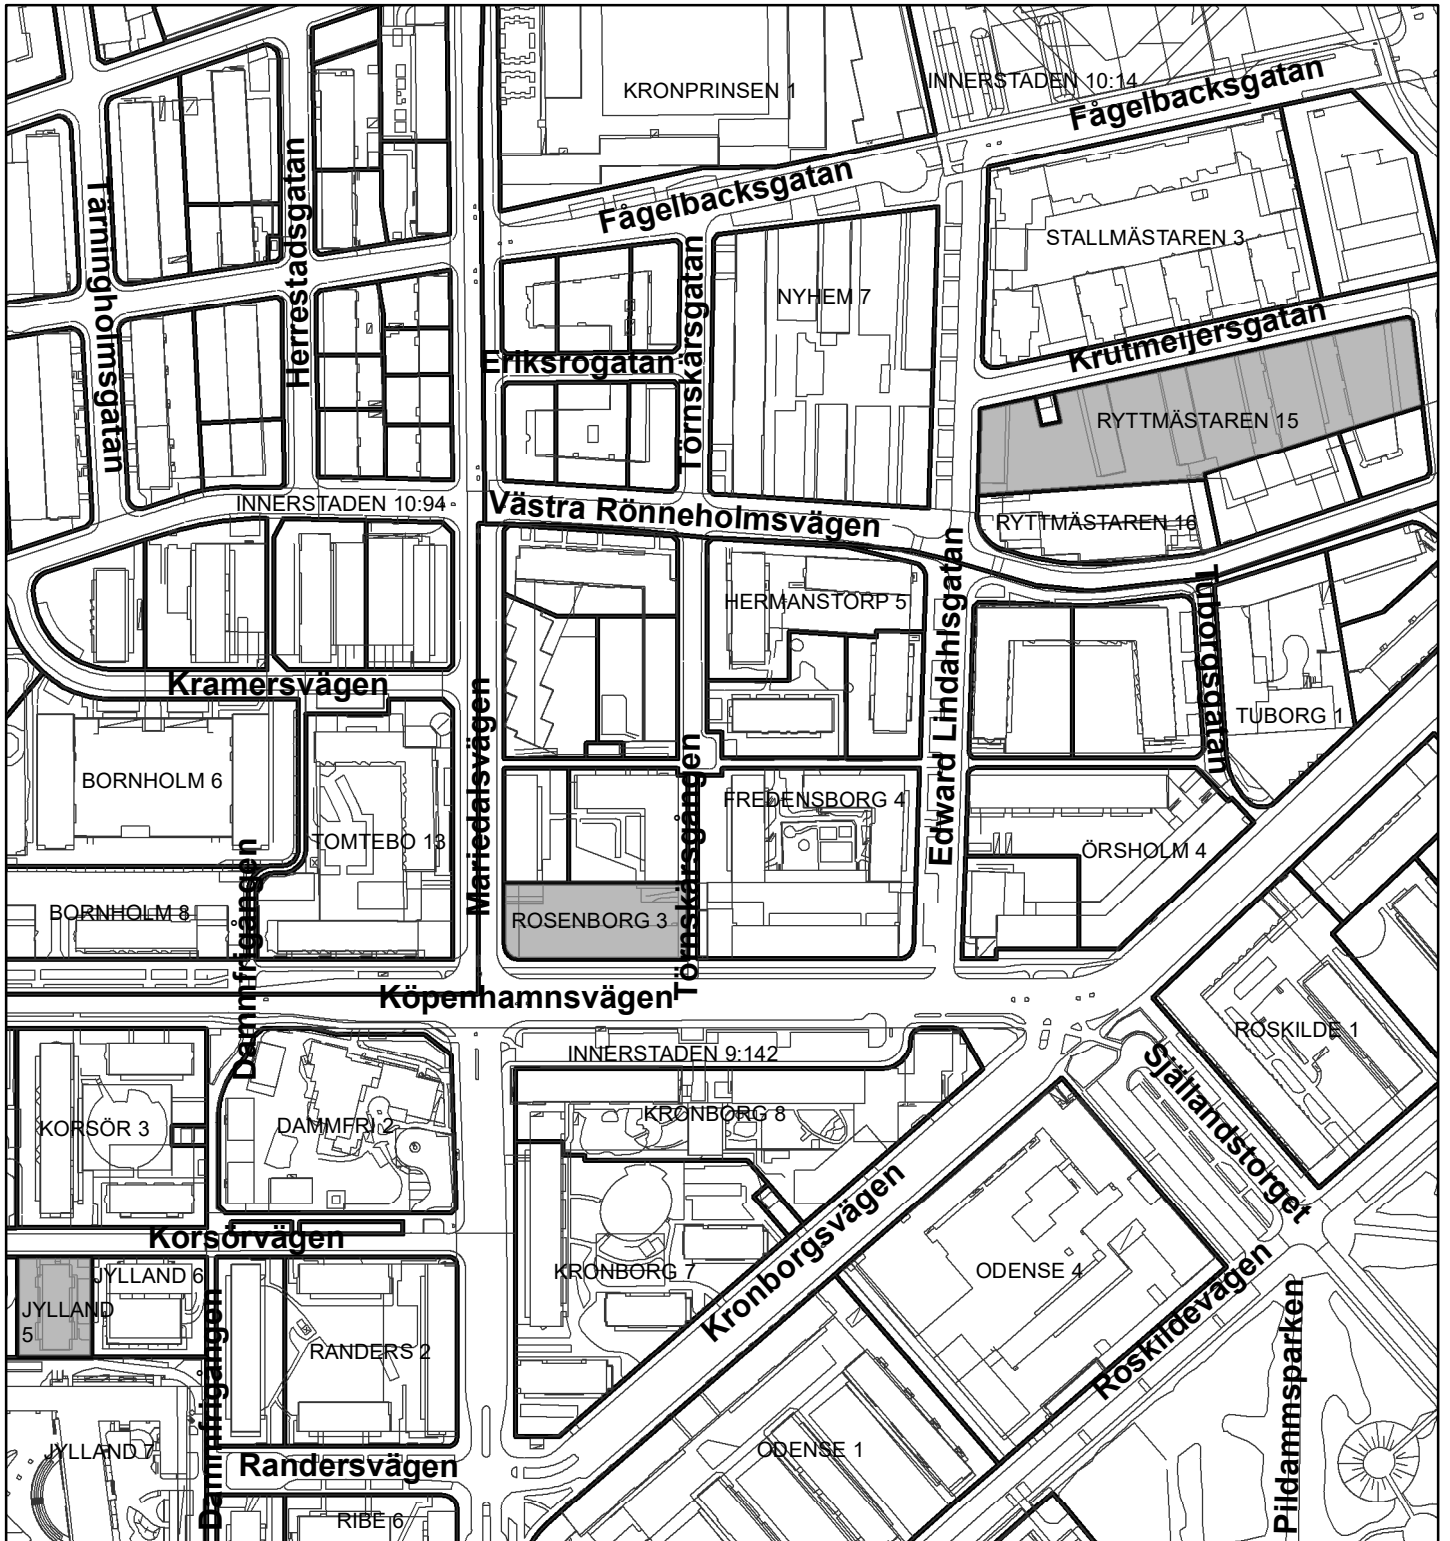 KRONPRINSEN 1
INNERSTADEN 10:14
Fågelbacksgatan
Fågelbacksgatan
Tärningholmsgatan
Herrestadsgatan
STALLMÄSTAREN 3
Törnskärsgatan
NYHEM 7
Krutmeijersgatan
Eriksrogatan
RYTTMÄSTAREN 15
INNERSTADEN 10:94
Västra Rönneholmsvägen
RYTTMÄSTAREN 16
HERMANSTORP 5
Edward Lindahlsgatan
Tuborgsgatan
Kramersvägen
Mariedalsvägen
TUBORG 1
BORNHOLM 6
Törnskärsgången
FREDENSBORG 4
TOMTEBO 13
ÖRSHOLM 4
Dammfrigången
BORNHOLM 8
ROSENBORG 3
Köpenhamnsvägen
ROSKILDE 1
INNERSTADEN 9:142
Själlandstorget
KORSÖR 3
DAMMFRI 2
KRONBORG 8
Kronborgsvägen
Korsörvägen
JYLLAND 6
KRONBORG 7
ODENSE 4
JYLLAND
5
Roskildevägen
Pildammsparken
Dammfrigången
RANDERS 2
JYLLAND 7
ODENSE 1
Randersvägen
RIBE 6